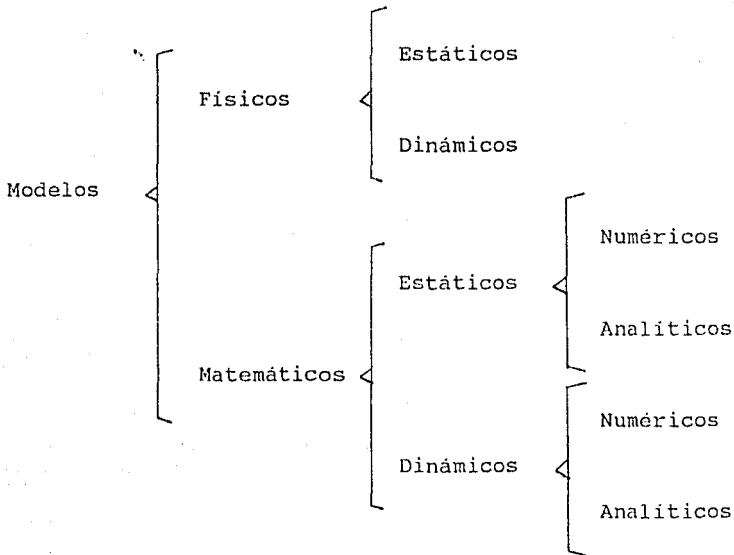 Estáticos
Físicos
Dinámicos
Modelos
Numéricos
Estáticos
Analíticos
Matemáticos
Numéricos
Dinámicos
Analíticos